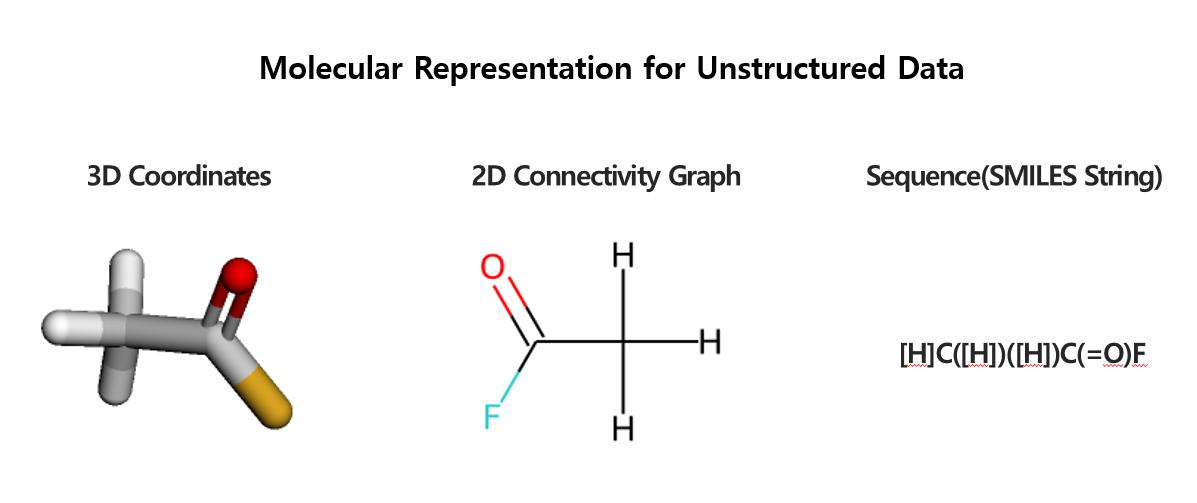 Molecular Representation for Unstructured Data
3D Coordinates
2D Connectivity Graph
Sequence(SMILES String)
O
H
H
F
H
[H]C([H])([H])C(=O)F